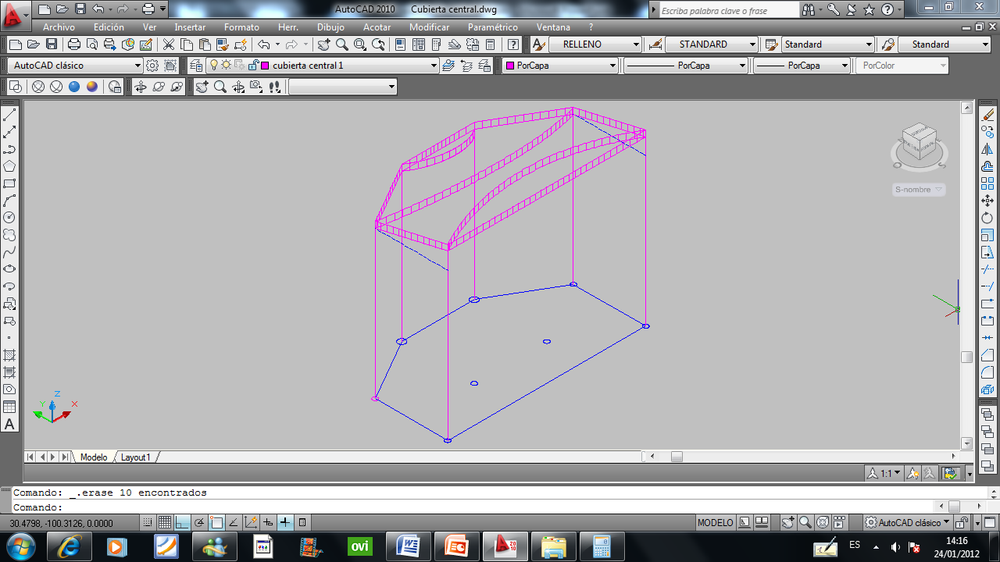 AutoCAD 2010 Cubierta central.dwg
Escriba palabra clave o frase
Archivo Edición Ver Insertar Formato Herr. Dibujo Acotar Modificar Paramétrico Ventana ?
RELLENO STANDARD Standard Standard
AutoCAD clásico cubierta central 1 PorCapa PorCapa PorCapa PorColor
S-nombre
Z
Y X
A
Modelo Layout1
1:1
Comando: _.erase 10 encontrados
Comando:
30.4798, -100.3126, 0.0000 MODELO AutoCAD clásico
ovi ES 14:16
24/01/2012